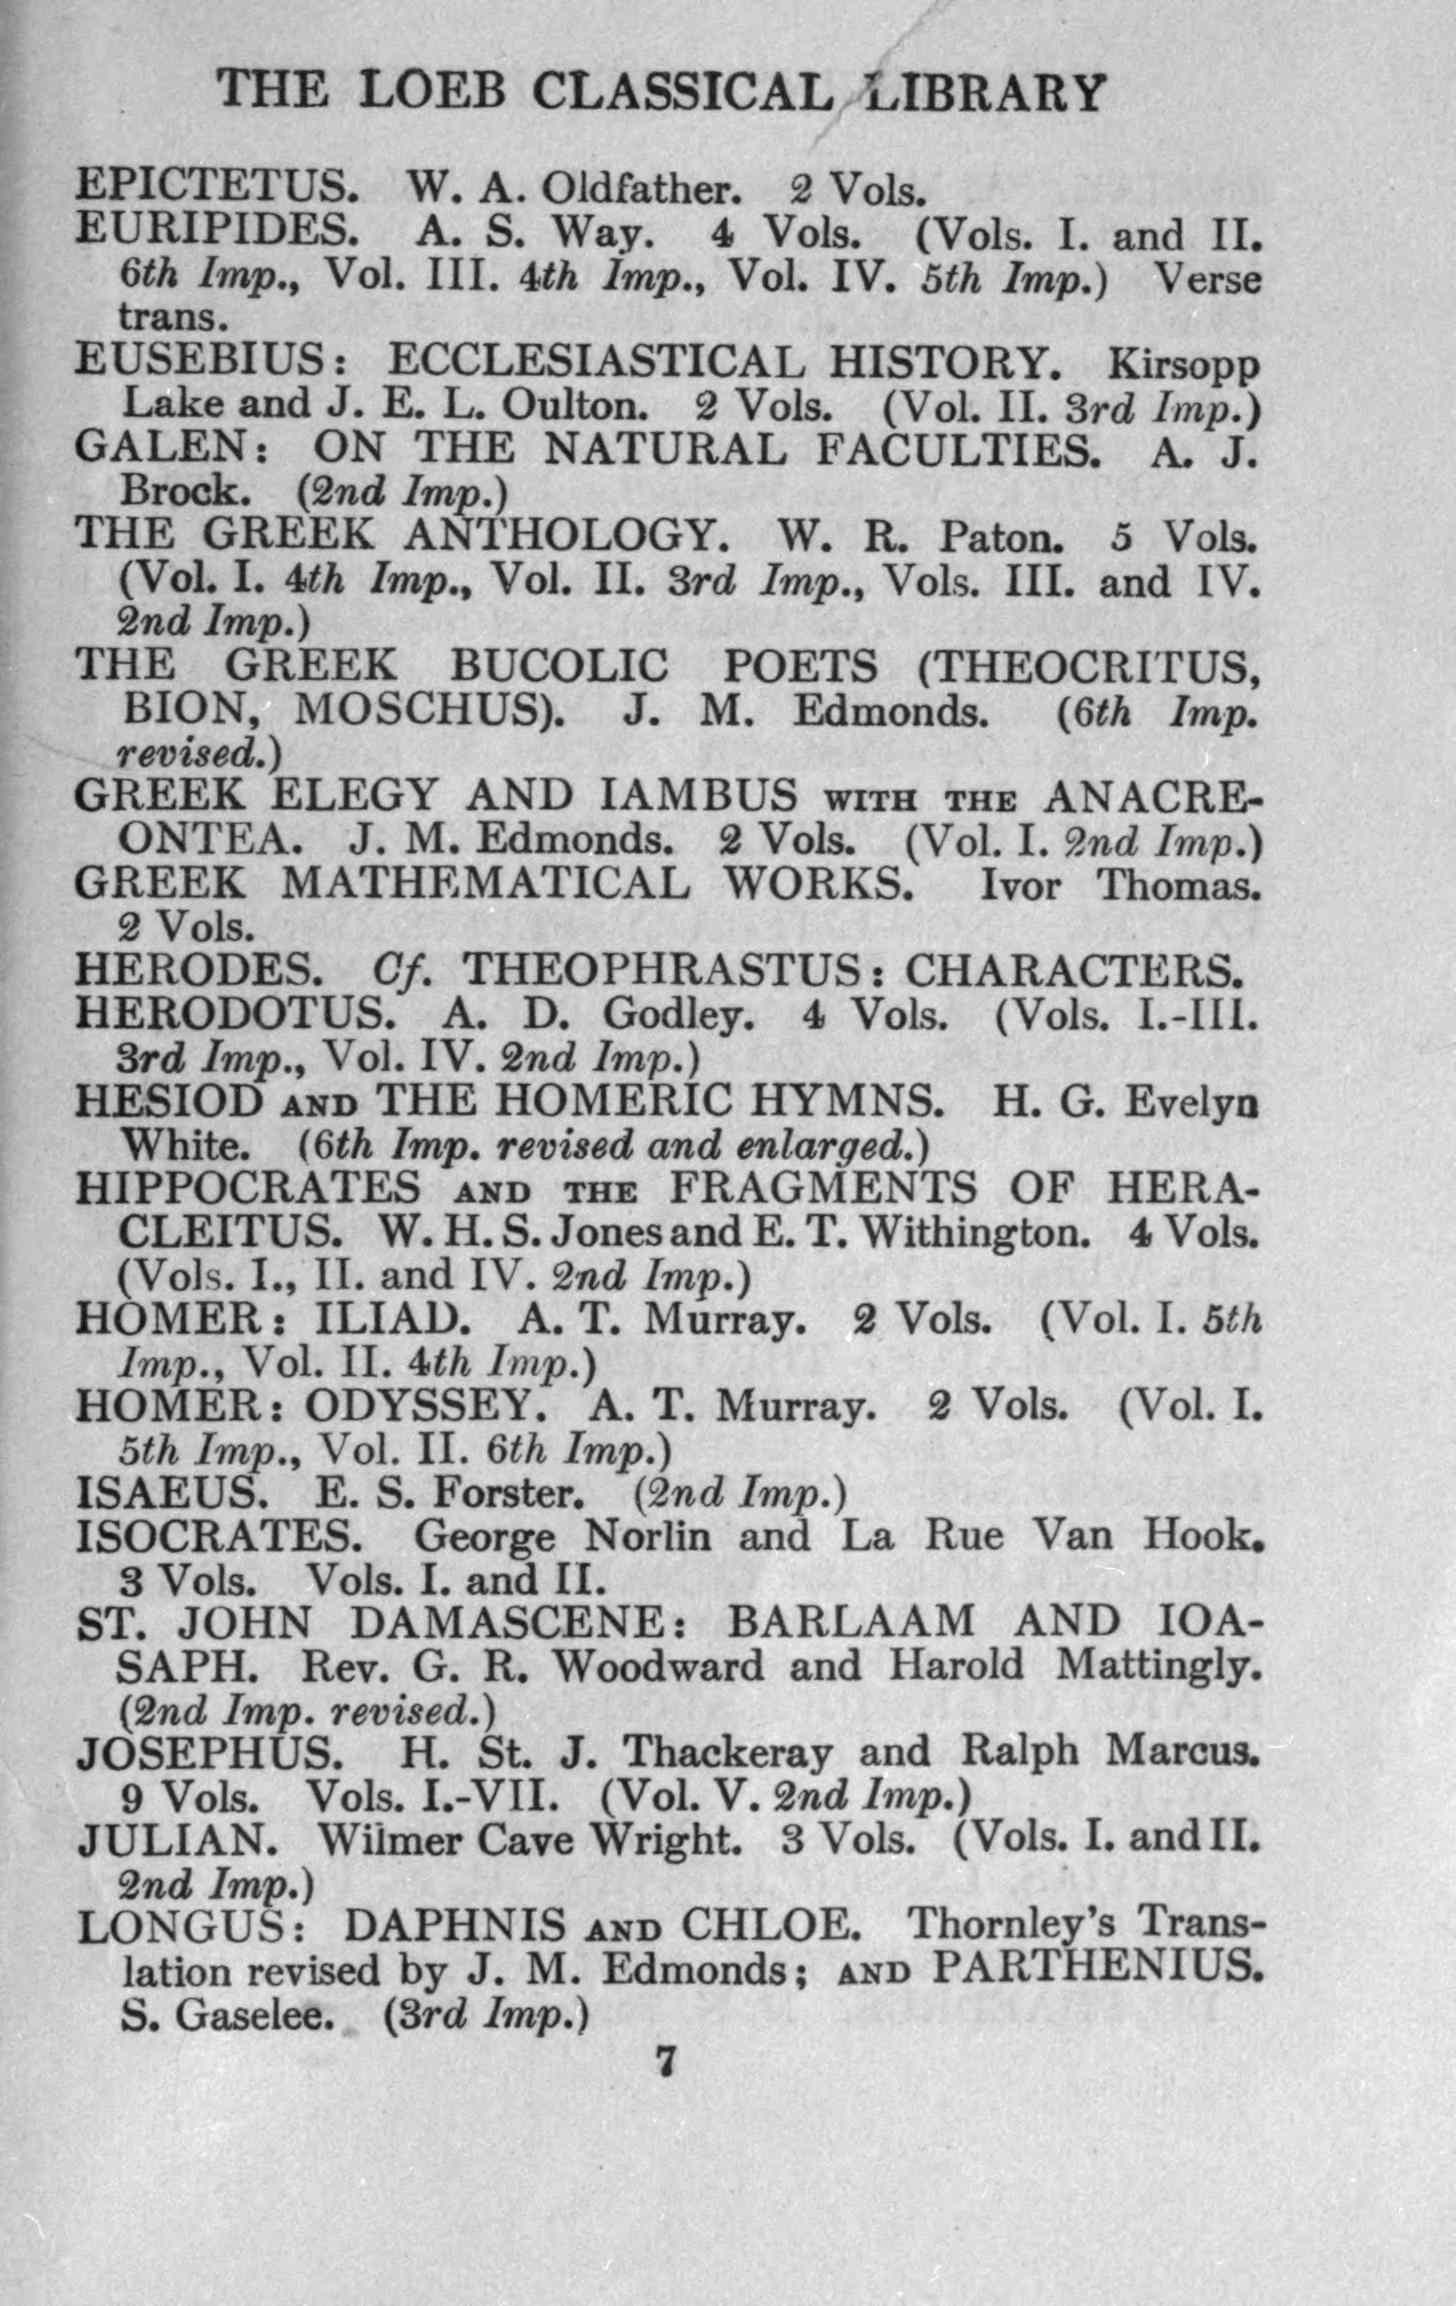 THE LOEB CLASSICAL LIBRARY
EPICTETUS. W. A. Oldfather. 2 Vols.
EURIPIDES. A. S. Way. 4 Vols. (Vols. I. and II.
6th Imp., Vol. III. 4th Imp., Vol. IV. 5th Imp.) Verse
trans.
EUSEBIUS: ECCLESIASTICAL HISTORY. Kirsopp
Lake and J. E. L. Oulton. 2 Vols. (Vol. II. 3rd Imp.)
GALEN: ON THE NATURAL FACULTIES. A. J.
Brock. (2nd Imp.)
THE GREEK ANTHOLOGY. W. R. Paton. 5 Vols.
(Vol. I. 4th Imp., Vol. II. 3rd Imp., Vols. III. and IV.
2nd Imp.)
THE GREEK BUCOLIC POETS (THEOCRITUS,
BION, MOSCHUS). J. M. Edmonds. (6th Imp.
revised.)
GREEK ELEGY AND IAMBUS WITH THE ANACRE-
ONTEA. J. M. Edmonds. 2 Vols. (Vol. I. 2nd Imp.)
GREEK MATHEMATICAL WORKS. Ivor Thomas.
2 Vols.
HERODES. Cf. THEOPHRASTUS: CHARACTERS.
HERODOTUS. A. D. Godley. 4 Vols. (Vols. I.-III.
3rd Imp., Vol. IV. 2nd Imp.)
HESIOD AND THE HOMERIC HYMNS. H. G. Evelyn
White. (6th Imp. revised and enlarged.)
HIPPOCRATES AND THE FRAGMENTS OF HERA-
CLEITUS. W. H. S. Jones and E. T. Withington. 4 Vols.
(Vols. I., II. and IV. 2nd Imp.)
HOMER: ILIAD. A. T. Murray. 2 Vols. (Vol. I. 5th
Imp., Vol. II. 4th Imp.)
HOMER: ODYSSEY. A. T. Murray. 2 Vols. (Vol. I.
5th Imp., Vol. II. 6th Imp.)
ISAEUS. E. S. Forster. (2nd Imp.)
ISOCRATES. George Norlin and La Rue Van Hook.
3 Vols. Vols. I. and II.
ST. JOHN DAMASCENE: BARLAAM AND IOA-
SAPH. Rev. G. R. Woodward and Harold Mattingly.
(2nd Imp. revised.)
JOSEPHUS. H. St. J. Thackeray and Ralph Marcus.
9 Vols. Vols. I.-VII. (Vol. V. 2nd Imp.)
JULIAN. Wilmer Cave Wright. 3 Vols. (Vols. I. and II.
2nd Imp.)
LONGUS: DAPHNIS AND CHLOE. Thornley's Trans-
lation revised by J. M. Edmonds; AND PARTHENIUS.
S. Gaselee. (3rd Imp.)
7